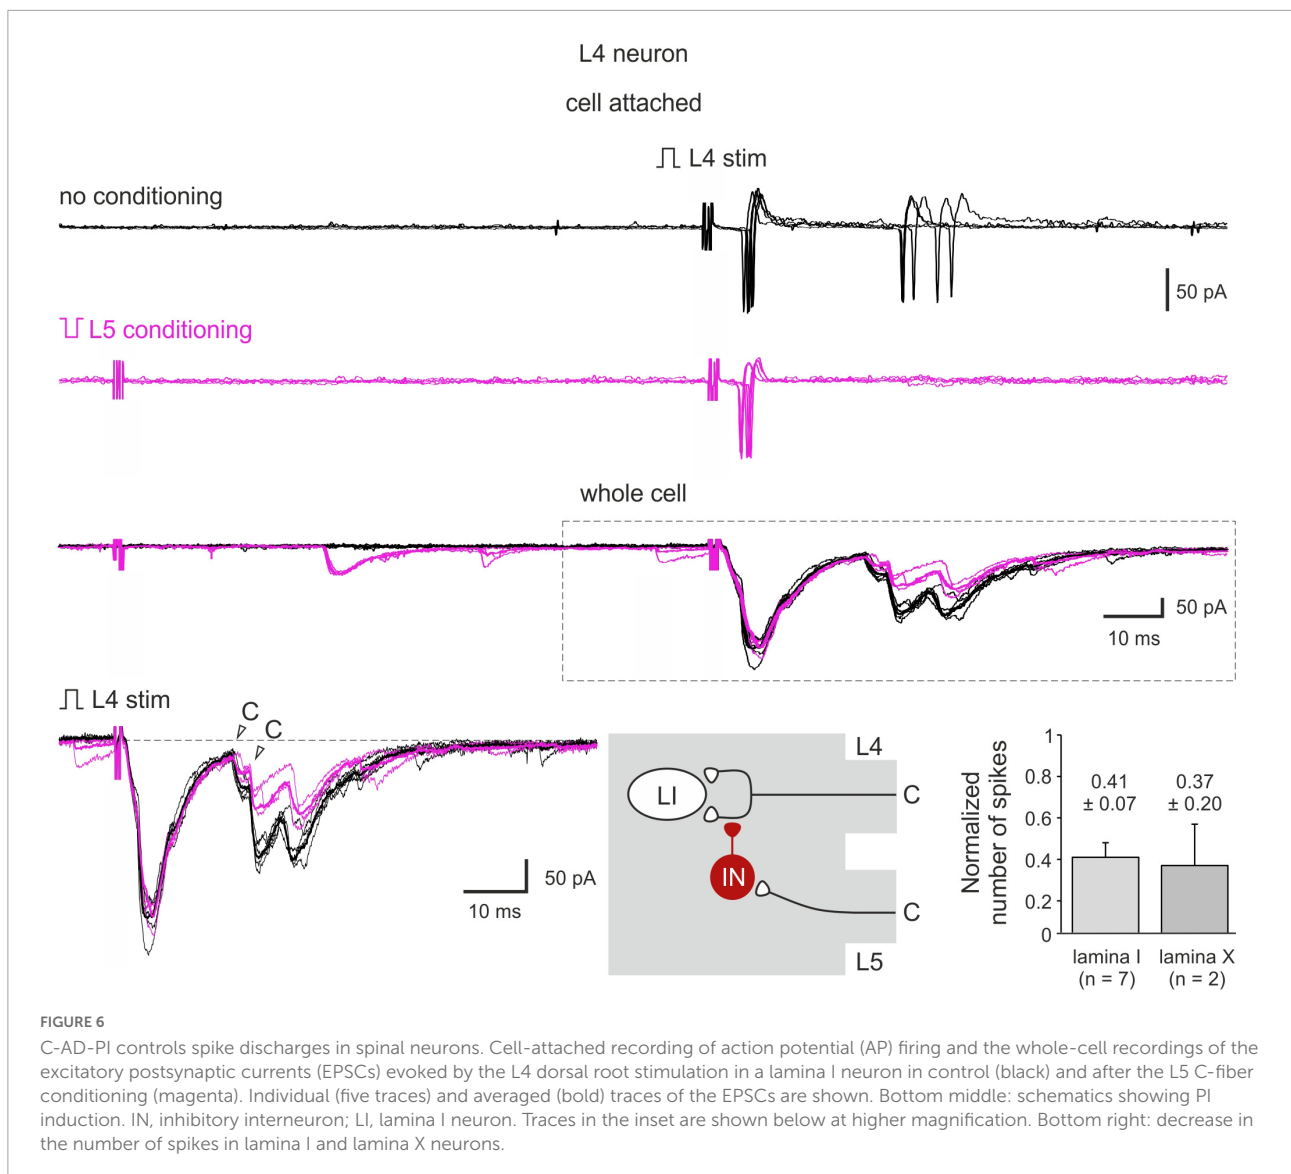 L4 neuron
cell attached
L4 stim
no conditioning
50 pA
L5 conditioning
whole cell
50 pA
10 ms
L4 stim
C
C
50 pA
10 ms
L4
LI
C
IN
C
L5
Normalized
number of spikes
1
0.8
0.6
0.4
0.2
0
0.41
± 0.07
0.37
± 0.20
lamina I
(n = 7)
lamina X
(n = 2)
FIGURE 6
C-AD-PI controls spike discharges in spinal neurons. Cell-attached recording of action potential (AP) firing and the whole-cell recordings of the
excitatory postsynaptic currents (EPSCs) evoked by the L4 dorsal root stimulation in a lamina I neuron in control (black) and after the L5 C-fiber
conditioning (magenta). Individual (five traces) and averaged (bold) traces of the EPSCs are shown. Bottom middle: schematics showing PI
induction. IN, inhibitory interneuron; LI, lamina I neuron. Traces in the inset are shown below at higher magnification. Bottom right: decrease in
the number of spikes in lamina I and lamina X neurons.